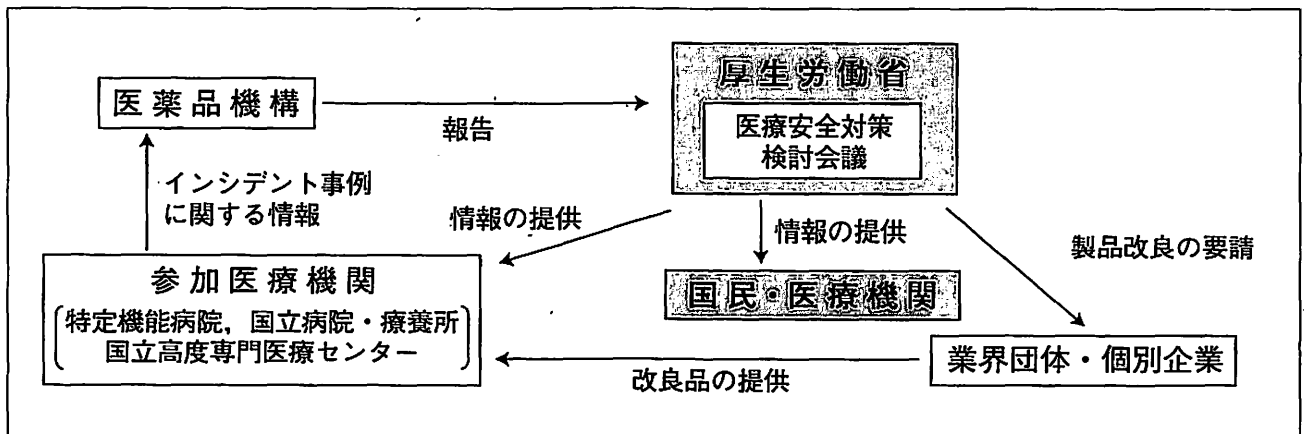 厚生労働省
医療安全対策
検討会議
医薬品機構
報告
インシデント事例
に関する情報
情報の提供
情報の提供
製品改良の要請
参加医療機関
特定機能病院，国立病院・療養所
国立高度専門医療センター
国民・医療機関
業界団体・個別企業
改良品の提供